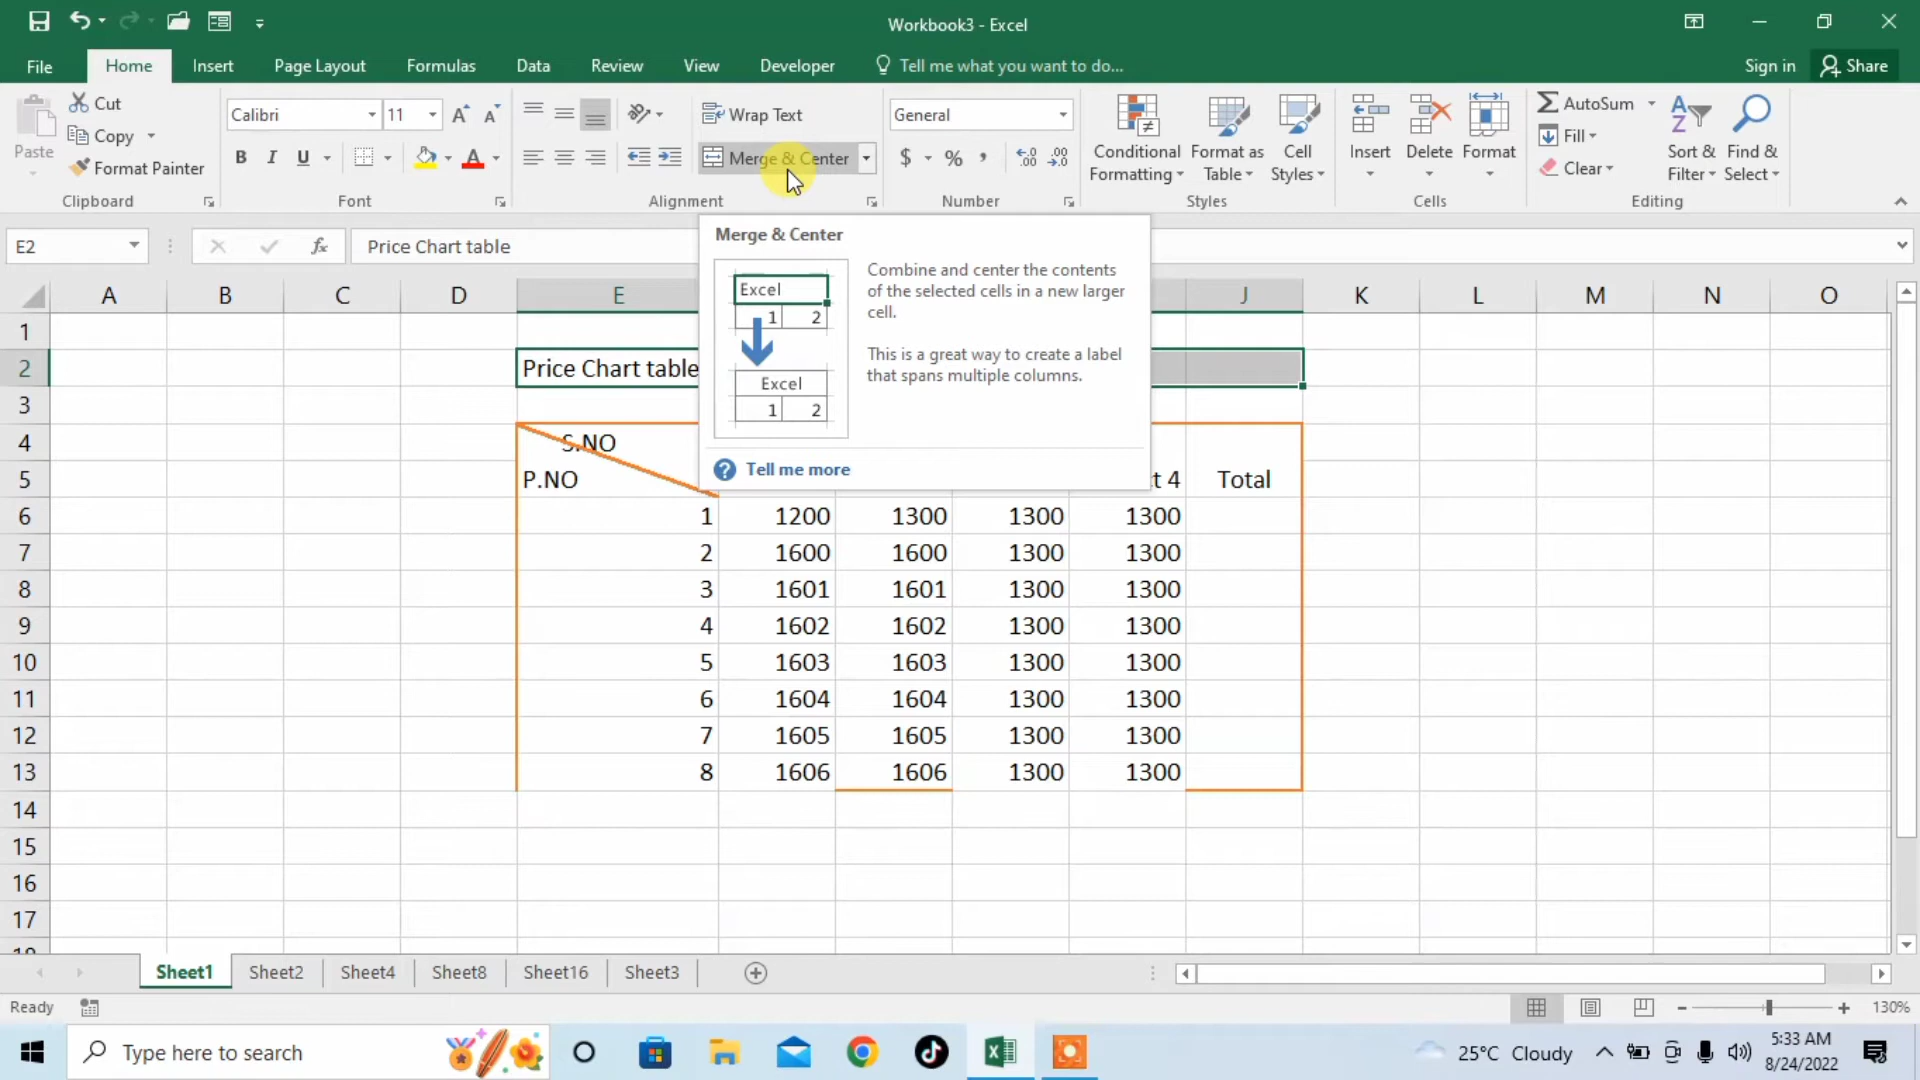 Workbook3 - Excel
File Home Insert Page Layout Formulas Data Review View Developer Tell me what you want to do... Sign in Share
Paste
Cut
Copy
Format Painter
Clipboard
Calibri 11
B I U A
Font
Wrap Text
Merge & Center
Alignment
General
$ % ,
Number
Conditional Formatting
Format as Table
Cell Styles
Styles
Insert
Delete
Format
Cells
AutoSum
Fill
Clear
Sort & Filter
Find & Select
Editing
E2 fx Price Chart table
Merge & Center
Excel
1 2
Excel
1 2
Combine and center the contents
of the selected cells in a new larger
cell.
This is a great way to create a label
that spans multiple columns.
Tell me more
A B C D E J K L M N O
1
2 Price Chart table
3
4 S.NO
5 P.NO t 4 Total
6 1 1200 1300 1300 1300
7 2 1600 1600 1300 1300
8 3 1601 1601 1300 1300
9 4 1602 1602 1300 1300
10 5 1603 1603 1300 1300
11 6 1604 1604 1300 1300
12 7 1605 1605 1300 1300
13 8 1606 1606 1300 1300
14
15
16
17
Sheet1 Sheet2 Sheet4 Sheet8 Sheet16 Sheet3
Ready 130%
Type here to search 25°C Cloudy 5:33 AM
8/24/2022